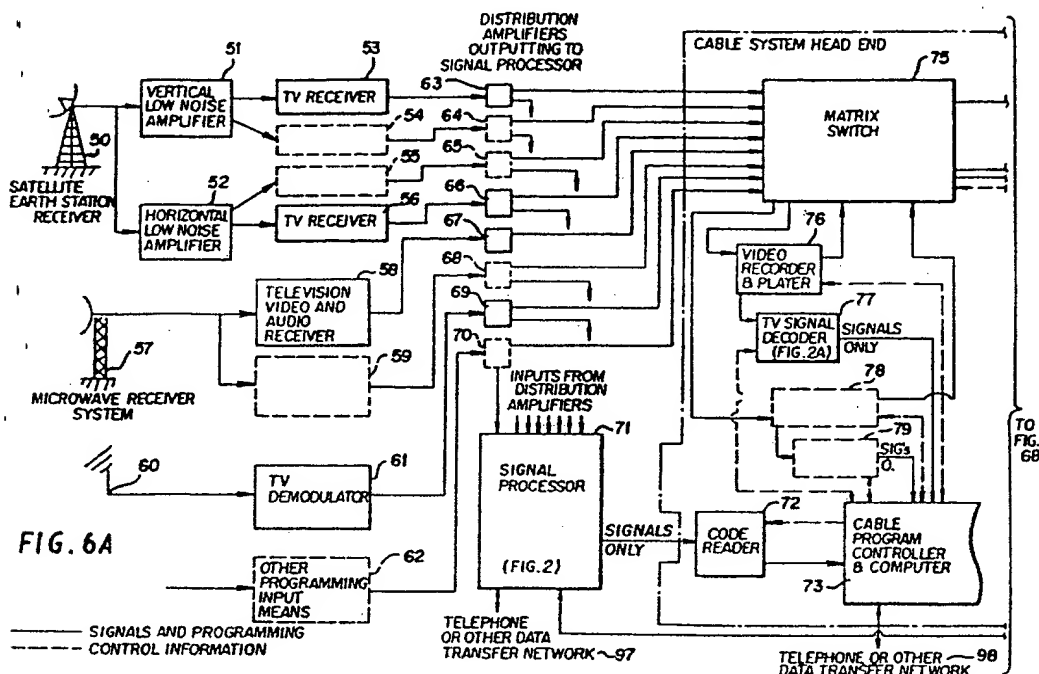 DISTRIBUTION
AMPLIFIERS
OUTPUTTING TO
SIGNAL PROCESSOR
CABLE SYSTEM HEAD END
51
53
63
75
VERTICAL
LOW NOISE
AMPLIFIER
TV RECEIVER
64
54
MATRIX
SWITCH
50
65
55
SATELLITE
EARTH STATION
RECEIVER
52
66
HORIZONTAL
LOW NOISE
AMPLIFIER
TV RECEIVER
56
67
58
68
76
TELEVISION
VIDEO AND
AUDIO
RECEIVER
VIDEO
RECORDER
& PLAYER
69
77
57
59
70
TV SIGNAL
DECODER
(FIG.2A)
SIGNALS
ONLY
MICROWAVE RECEIVER
SYSTEM
INPUTS FROM
DISTRIBUTION
AMPLIFIERS
78
71
79
TO
FIG.
6B
60
61
SIG's
O.
TV
DEMODULATOR
SIGNAL
PROCESSOR
72
FIG. 6A
62
SIGNALS
ONLY
CODE
READER
CABLE
PROGRAM
CONTROLLER
& COMPUTER
73
OTHER
PROGRAMMING
INPUT
MEANS
(FIG.2)
SIGNALS AND PROGRAMMING
CONTROL INFORMATION
TELEPHONE
OR OTHER DATA
TRANSFER NETWORK 97
TELEPHONE OR OTHER 98
DATA TRANSFER NETWORK